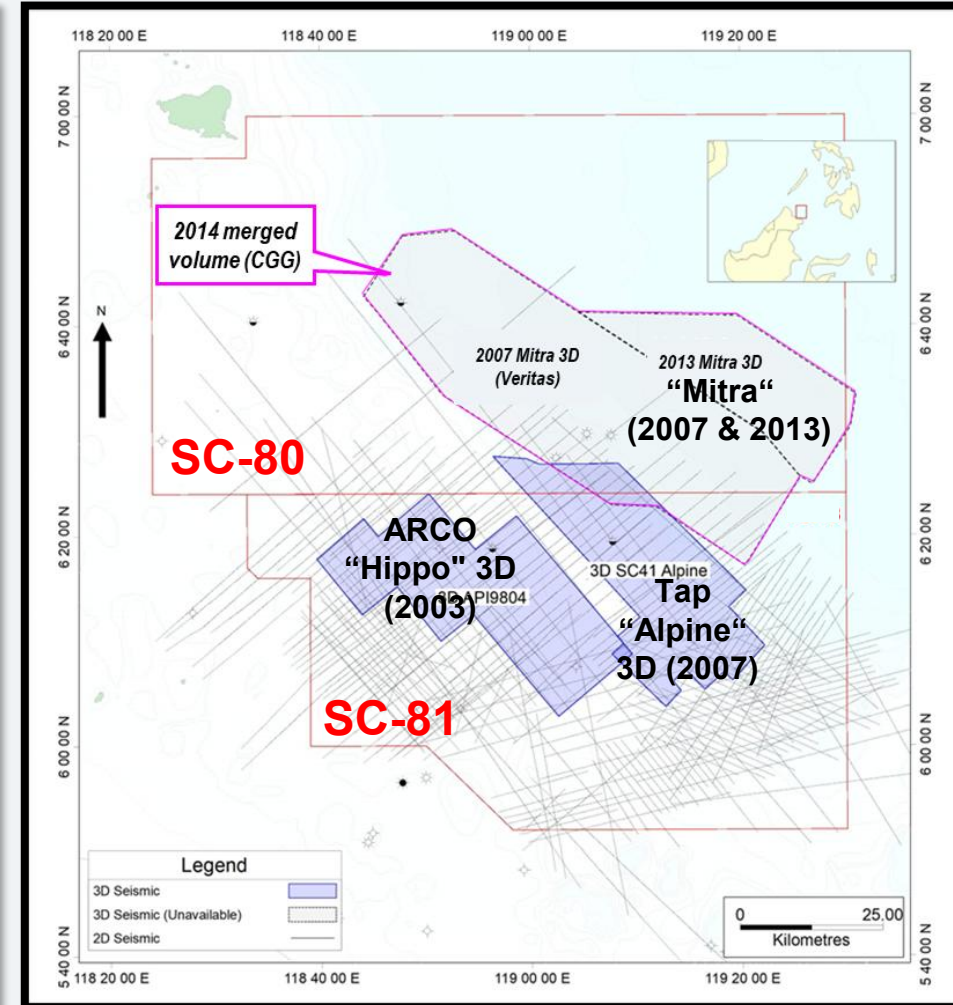 118 20 00 E
118 40 00 E
119 00 00 E
119 20 00 E
7 00 00 N
7 00 00 N
2014 merged
volume (CGG)
N
6 40 00 N
6 40 00 N
2007 Mitra 3D
(Veritas)
2013 Mitra 3D
“Mitra“
(2007 & 2013)
SC-80
6 20 00 N
6 20 00 N
ARCO
“Hippo" 3D
(2003)
3D API9804
3D SC41 Alpine
Tap
“Alpine“
3D (2007)
SC-81
6 00 00 N
6 00 00 N
Legend
3D Seismic
3D Seismic (Unavailable)
2D Seismic
0
25.00
Kilometres
5 40 00 N
5 40 00 N
118 20 00 E
118 40 00 E
119 00 00 E
119 20 00 E